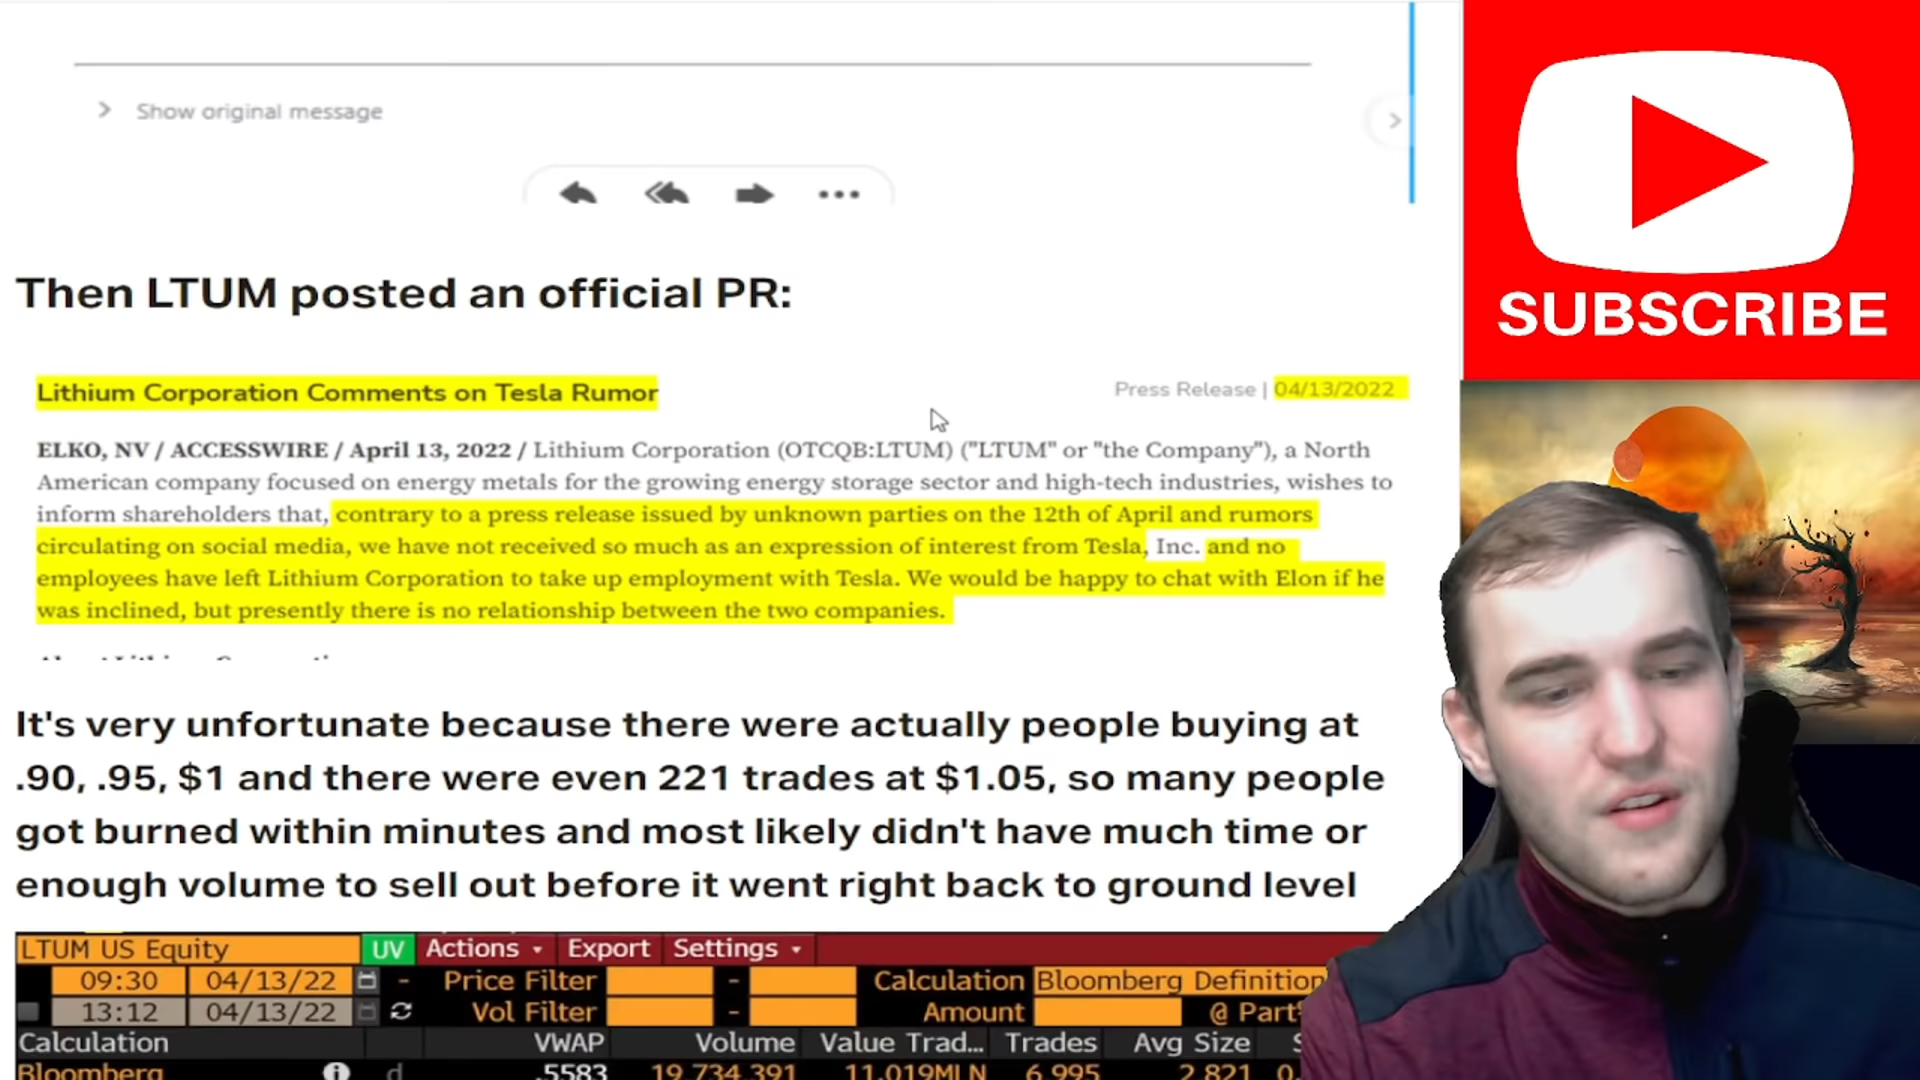 Show original message
SUBSCRIBE
Then LTUM posted an official PR:
Lithium Corporation Comments on Tesla Rumor
Press Release | 04/13/2022
ELKO, NV / ACCESSWIRE / April 13, 2022 / Lithium Corporation (OTCQB:LTUM) ("LTUM" or "the Company"), a North
American company focused on energy metals for the growing energy storage sector and high-tech industries, wishes to
inform shareholders that, contrary to a press release issued by unknown parties on the 12th of April and rumors
circulating on social media, we have not received so much as an expression of interest from Tesla, Inc. and no
employees have left Lithium Corporation to take up employment with Tesla. We would be happy to chat with Elon if he
was inclined, but presently there is no relationship between the two companies.
It's very unfortunate because there were actually people buying at
.90, .95, $1 and there were even 221 trades at $1.05, so many people
got burned within minutes and most likely didn't have much time or
enough volume to sell out before it went right back to ground level
LTUM US Equity UV Actions Export Settings
09:30 04/13/22 - Price Filter - Calculation Bloomberg Definition
13:12 04/13/22 Vol Filter - Amount @ Part
Calculation VWAP Volume Value Trad... Trades Avg Size S
Bloomberg d .5583 19,734,391 11.019MLN 6,995 2,821 0.